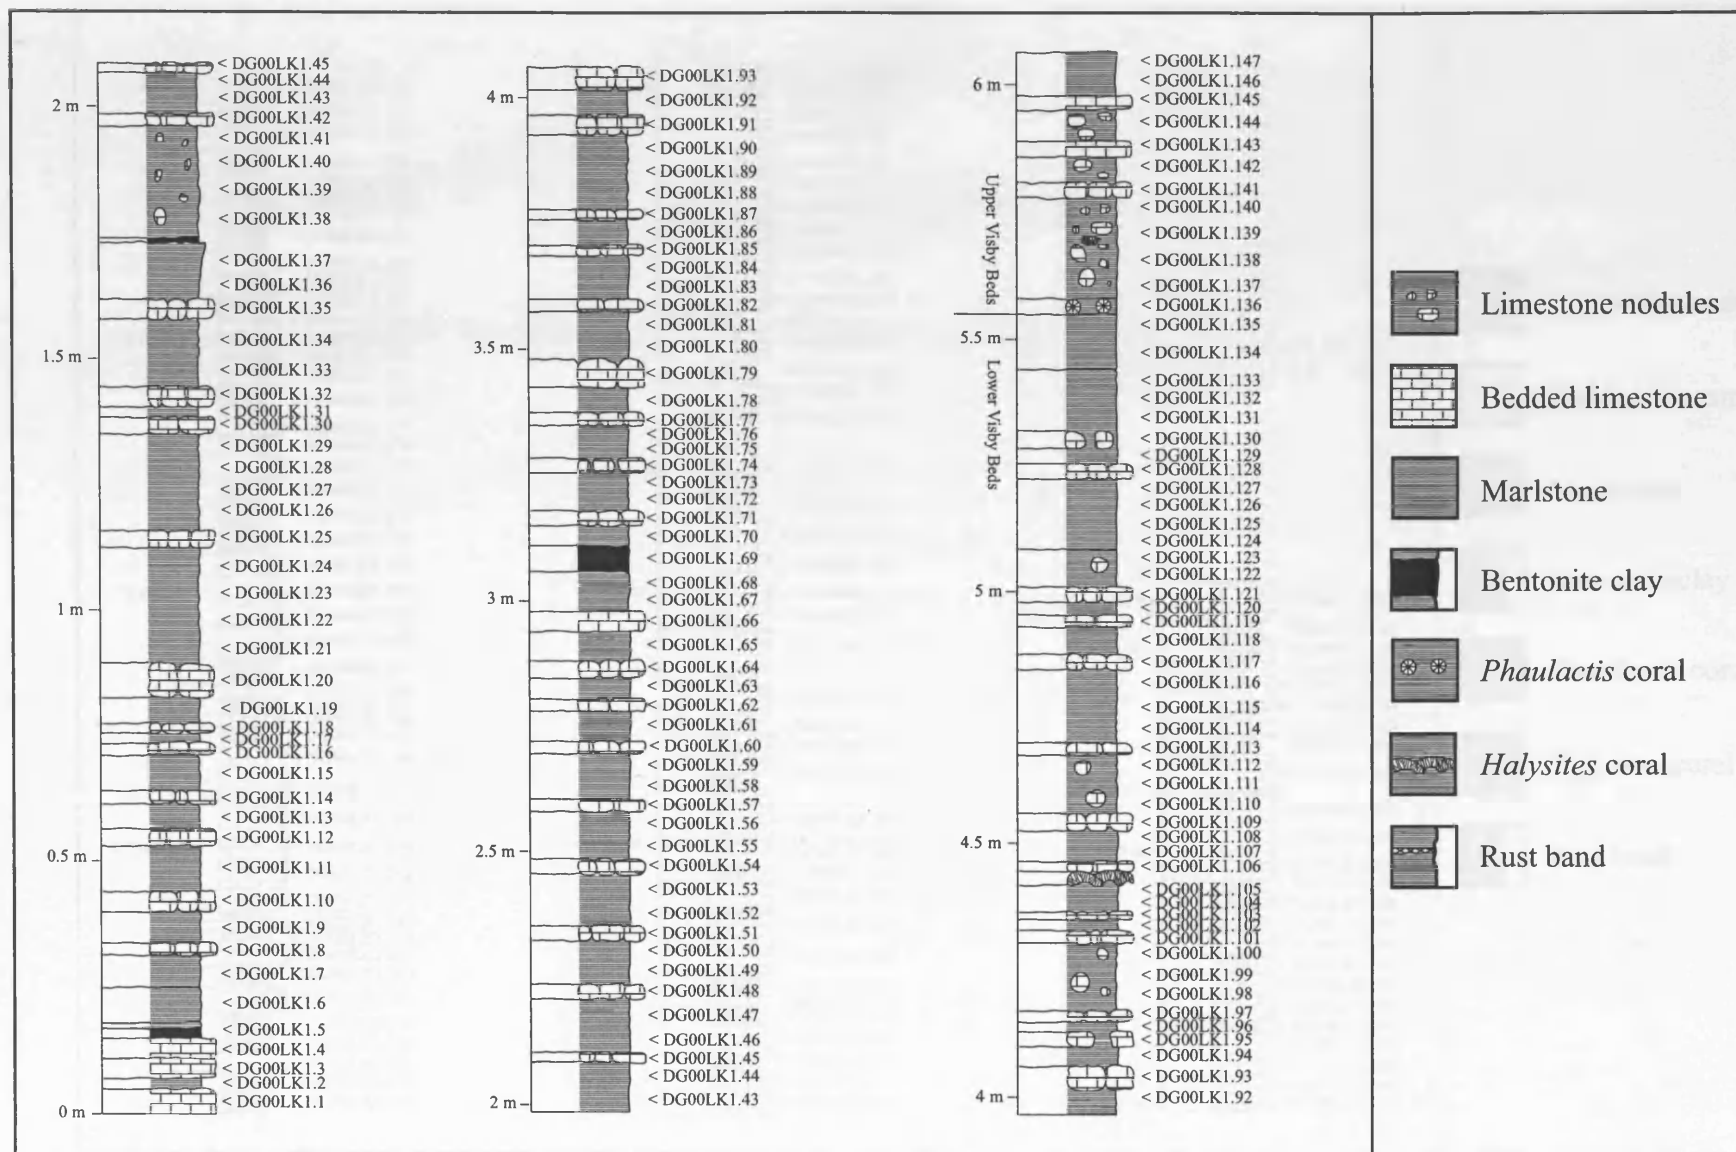 < DG00LK1.45
< DG00LK1.44
< DG00LK1.43
2 m
< DG00LK1.42
< DG00LK1.41
< DG00LK1.40
< DG00LK1.39
< DG00LK1.38
< DG00LK1.37
< DG00LK1.36
< DG00LK1.35
< DG00LK1.34
1.5 m
< DG00LK1.33
< DG00LK1.32
< DG00LK1.31
< DG00LK1.30
< DG00LK1.29
< DG00LK1.28
< DG00LK1.27
< DG00LK1.26
< DG00LK1.25
< DG00LK1.24
< DG00LK1.23
1 m
< DG00LK1.22
< DG00LK1.21
< DG00LK1.20
< DG00LK1.19
< DG00LK1.18
< DG00LK1.17
< DG00LK1.16
< DG00LK1.15
< DG00LK1.14
< DG00LK1.13
< DG00LK1.12
0.5 m
< DG00LK1.11
< DG00LK1.10
< DG00LK1.9
< DG00LK1.8
< DG00LK1.7
< DG00LK1.6
< DG00LK1.5
< DG00LK1.4
< DG00LK1.3
< DG00LK1.2
< DG00LK1.1
0 m
< DG00LK1.93
4 m
< DG00LK1.92
< DG00LK1.91
< DG00LK1.90
< DG00LK1.89
< DG00LK1.88
< DG00LK1.87
< DG00LK1.86
< DG00LK1.85
< DG00LK1.84
< DG00LK1.83
< DG00LK1.82
< DG00LK1.81
3.5 m
< DG00LK1.80
< DG00LK1.79
< DG00LK1.78
< DG00LK1.77
< DG00LK1.76
< DG00LK1.75
< DG00LK1.74
< DG00LK1.73
< DG00LK1.72
< DG00LK1.71
< DG00LK1.70
< DG00LK1.69
< DG00LK1.68
3 m
< DG00LK1.67
< DG00LK1.66
< DG00LK1.65
< DG00LK1.64
< DG00LK1.63
< DG00LK1.62
< DG00LK1.61
< DG00LK1.60
< DG00LK1.59
< DG00LK1.58
< DG00LK1.57
< DG00LK1.56
2.5 m
< DG00LK1.55
< DG00LK1.54
< DG00LK1.53
< DG00LK1.52
< DG00LK1.51
< DG00LK1.50
< DG00LK1.49
< DG00LK1.48
< DG00LK1.47
< DG00LK1.46
< DG00LK1.45
< DG00LK1.44
2 m
< DG00LK1.43
< DG00LK1.147
< DG00LK1.146
6 m
< DG00LK1.145
< DG00LK1.144
< DG00LK1.143
< DG00LK1.142
< DG00LK1.141
< DG00LK1.140
< DG00LK1.139
< DG00LK1.138
< DG00LK1.137
< DG00LK1.136
Upper Visby Beds
< DG00LK1.135
5.5 m
< DG00LK1.134
< DG00LK1.133
< DG00LK1.132
< DG00LK1.131
< DG00LK1.130
< DG00LK1.129
< DG00LK1.128
Lower Visby Beds
< DG00LK1.127
< DG00LK1.126
< DG00LK1.125
< DG00LK1.124
< DG00LK1.123
< DG00LK1.122
5 m
< DG00LK1.121
< DG00LK1.120
< DG00LK1.119
< DG00LK1.118
< DG00LK1.117
< DG00LK1.116
< DG00LK1.115
< DG00LK1.114
< DG00LK1.113
< DG00LK1.112
< DG00LK1.111
< DG00LK1.110
< DG00LK1.109
4.5 m
< DG00LK1.108
< DG00LK1.107
< DG00LK1.106
< DG00LK1.105
< DG00LK1.104
< DG00LK1.103
< DG00LK1.102
< DG00LK1.101
< DG00LK1.100
< DG00LK1.99
< DG00LK1.98
< DG00LK1.97
< DG00LK1.96
< DG00LK1.95
< DG00LK1.94
< DG00LK1.93
4 m
< DG00LK1.92
Limestone nodules
Bedded limestone
Marlstone
Bentonite clay
Phaulactis coral
Halysites coral
Rust band